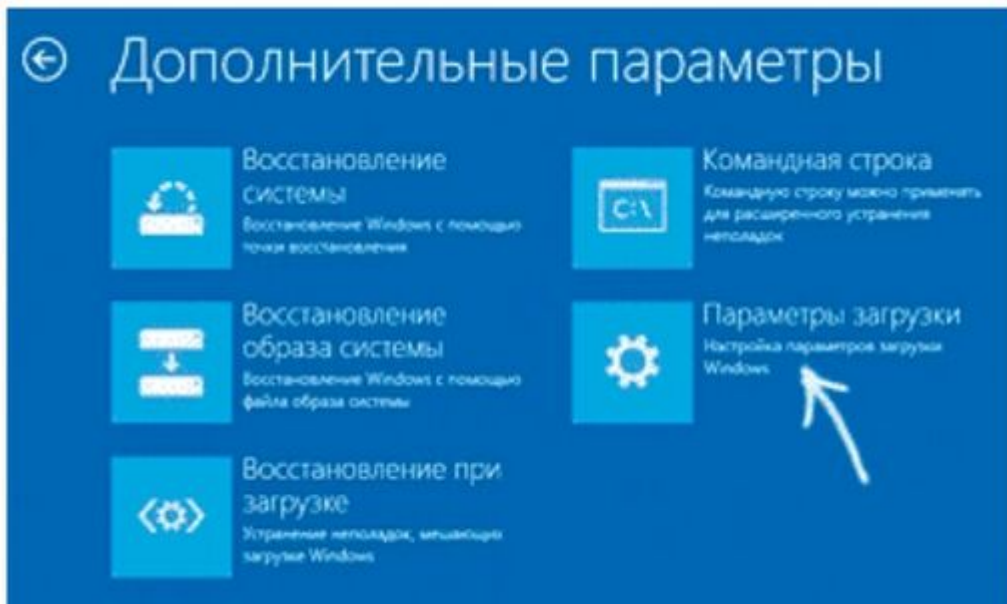 Дополнительные параметры
Восстановление
системы
Восстановление Windows с помощью
точки восстановления
Командная строка
Командную строку можно применять
для расширенного устранения
неполадок
C:\
Восстановление
образа системы
Восстановление Windows с помощью
файла образа системы
Параметры загрузки
Настройка параметров загрузки
Windows
Восстановление при
загрузке
Устранение неполадок, мешающих
загрузке Windows